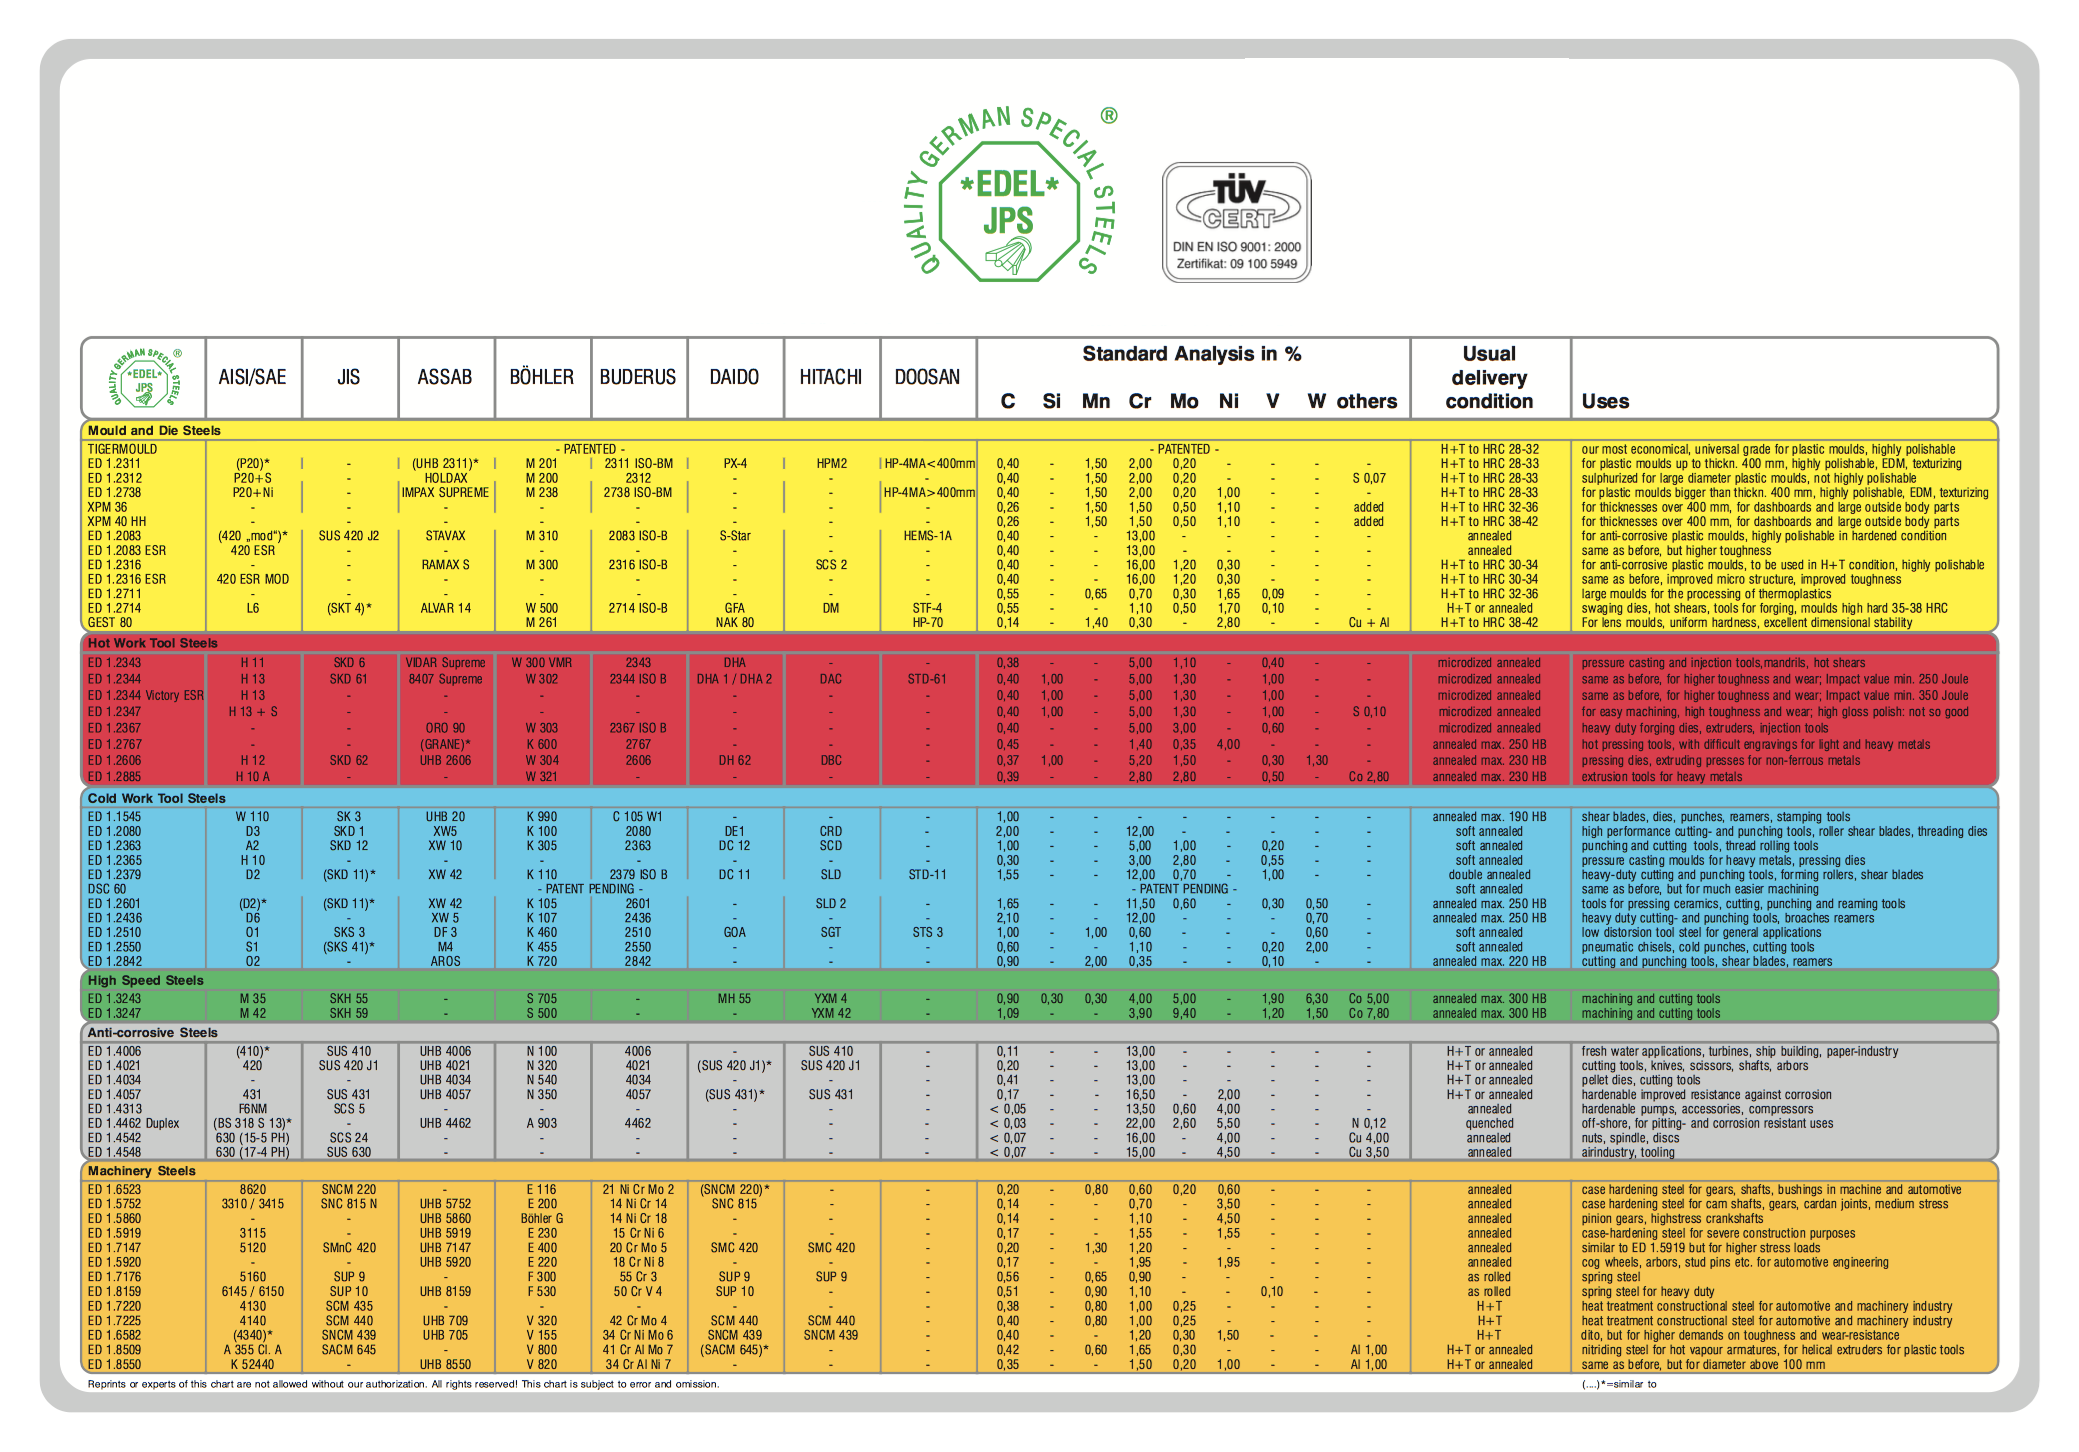 QUALITY GERMAN SPECIAL STEELS ®
*EDEL*
JPS
TÜV
CERT
DIN EN ISO 9001: 2000
Zertifikat: 09 100 5949
QUALITY GERMAN SPECIAL STEELS ® *EDEL* JPS AISI/SAE JIS ASSAB BÖHLER BUDERUS DAIDO HITACHI DOOSAN Standard Analysis in % Usual delivery condition Uses
C Si Mn Cr Mo Ni V W others
Mould and Die Steels
TIGERMOULD - PATENTED - - PATENTED - H+T to HRC 28-32 our most economical, universal grade for plastic moulds, highly polishable
ED 1.2311 (P20)* - (UHB 2311)* M 201 2311 ISO-BM PX-4 HPM2 HP-4MA<400mm 0,40 - 1,50 2,00 0,20 - - - - H+T to HRC 28-33 for plastic moulds up to thickn. 400 mm, highly polishable, EDM, texturizing
ED 1.2312 P20+S - HOLDAX M 200 2312 - - - 0,40 - 1,50 2,00 0,20 - - - S 0,07 H+T to HRC 28-33 sulphurized for large diameter plastic moulds, not highly polishable
ED 1.2738 P20+Ni - IMPAX SUPREME M 238 2738 ISO-BM - - HP-4MA>400mm 0,40 - 1,50 2,00 0,20 1,00 - - - H+T to HRC 28-33 for plastic moulds bigger than thickn. 400 mm, highly polishable, EDM, texturizing
XPM 36 - - - - - - - - 0,26 - 1,50 1,50 0,50 1,10 - - added H+T to HRC 32-36 for thicknesses over 400 mm, for dashboards and large outside body parts
XPM 40 HH - - - - - - - - 0,26 - 1,50 1,50 0,50 1,10 - - added H+T to HRC 38-42 for thicknesses over 400 mm, for dashboards and large outside body parts
ED 1.2083 (420 „mod")* SUS 420 J2 STAVAX M 310 2083 ISO-B S-Star - HEMS-1A 0,40 - - 13,00 - - - - - annealed for anti-corrosive plastic moulds, highly polishable in hardened condition
ED 1.2083 ESR 420 ESR - - - - - - - 0,40 - - 13,00 - - - - - annealed same as before, but higher toughness
ED 1.2316 - - RAMAX S M 300 2316 ISO-B - SCS 2 - 0,40 - - 16,00 1,20 0,30 - - - H+T to HRC 30-34 for anti-corrosive plastic moulds, to be used in H+T condition, highly polishable
ED 1.2316 ESR 420 ESR MOD - - - - - - - 0,40 - - 16,00 1,20 0,30 - - - H+T to HRC 30-34 same as before, improved micro structure, improved toughness
ED 1.2711 - - - - - - - - 0,55 - 0,65 0,70 0,30 1,65 0,09 - - H+T to HRC 32-36 large moulds for the processing of thermoplastics
ED 1.2714 L6 (SKT 4)* ALVAR 14 W 500 2714 ISO-B GFA DM STF-4 0,55 - - 1,10 0,50 1,70 0,10 - - H+T or annealed swaging dies, hot shears, tools for forging, moulds high hard 35-38 HRC
GEST 80 M 261 NAK 80 HP-70 0,14 - 1,40 0,30 - 2,80 - - Cu + Al H+T to HRC 38-42 For lens moulds, uniform hardness, excellent dimensional stability
Hot Work Tool Steels
ED 1.2343 H 11 SKD 6 VIDAR Supreme W 300 VMR 2343 DHA - - 0,38 - - 5,00 1,10 - 0,40 - - microdized annealed pressure casting and injection tools,mandrils, hot shears
ED 1.2344 H 13 SKD 61 8407 Supreme W 302 2344 ISO B DHA 1 / DHA 2 DAC STD-61 0,40 1,00 - 5,00 1,30 - 1,00 - - microdized annealed same as before, for higher toughness and wear; Impact value min. 250 Joule
ED 1.2344 Victory ESR H 13 - - - - - - - 0,40 1,00 - 5,00 1,30 - 1,00 - - microdized annealed same as before, for higher toughness and wear; Impact value min. 350 Joule
ED 1.2347 H 13 + S - - - - - - - 0,40 1,00 - 5,00 1,30 - 1,00 - S 0,10 microdized annealed for easy machining, high toughness and wear; high gloss polish: not so good
ED 1.2367 - - ORO 90 W 303 2367 ISO B - - - 0,40 - - 5,00 3,00 - 0,60 - - microdized annealed heavy duty forging dies, extruders, injection tools
ED 1.2767 - - (GRANE)* K 600 2767 - - - 0,45 - - 1,40 0,35 4,00 - - - annealed max. 250 HB hot pressing tools, with difficult engravings for light and heavy metals
ED 1.2606 H 12 SKD 62 UHB 2606 W 304 2606 DH 62 DBC - 0,37 1,00 - 5,20 1,50 - 0,30 1,30 - annealed max. 230 HB pressing dies, extruding presses for non-ferrous metals
ED 1.2885 H 10 A - - W 321 - - - - 0,39 - - 2,80 2,80 - 0,50 - Co 2,80 annealed max. 230 HB extrusion tools for heavy metals
Cold Work Tool Steels
ED 1.1545 W 110 SK 3 UHB 20 K 990 C 105 W1 - - - 1,00 - - - - - - - - annealed max. 190 HB shear blades, dies, punches, reamers, stamping tools
ED 1.2080 D3 SKD 1 XW5 K 100 2080 DE1 CRD - 2,00 - - 12,00 - - - - - soft annealed high performance cutting- and punching tools, roller shear blades, threading dies
ED 1.2363 A2 SKD 12 XW 10 K 305 2363 DC 12 SCD - 1,00 - - 5,00 1,00 - 0,20 - - soft annealed punching and cutting tools, thread rolling tools
ED 1.2365 H 10 - - - - - - - 0,30 - - 3,00 2,80 - 0,55 - - soft annealed pressure casting moulds for heavy metals, pressing dies
ED 1.2379 D2 (SKD 11)* XW 42 K 110 2379 ISO B DC 11 SLD STD-11 1,55 - - 12,00 0,70 - 1,00 - - double annealed heavy-duty cutting and punching tools, forming rollers, shear blades
DSC 60 - PATENT PENDING - - PATENT PENDING - soft annealed same as before, but for much easier machining
ED 1.2601 (D2)* (SKD 11)* XW 42 K 105 2601 - SLD 2 - 1,65 - - 11,50 0,60 - 0,30 0,50 - annealed max. 250 HB tools for pressing ceramics, cutting, punching and reaming tools
ED 1.2436 D6 - XW 5 K 107 2436 - - - 2,10 - - 12,00 - - - 0,70 - annealed max. 250 HB heavy duty cutting- and punching tools, broaches reamers
ED 1.2510 O1 SKS 3 DF 3 K 460 2510 GOA SGT STS 3 1,00 - 1,00 0,60 - - - 0,60 - soft annealed low distorsion tool steel for general applications
ED 1.2550 S1 (SKS 41)* M4 K 455 2550 - - - 0,60 - - 1,10 - - 0,20 2,00 - soft annealed pneumatic chisels, cold punches, cutting tools
ED 1.2842 O2 - AROS K 720 2842 - - - 0,90 - 2,00 0,35 - - 0,10 - - annealed max. 220 HB cutting and punching tools, shear blades, reamers
High Speed Steels
ED 1.3243 M 35 SKH 55 - S 705 - MH 55 YXM 4 - 0,90 0,30 0,30 4,00 5,00 - 1,90 6,30 Co 5,00 annealed max. 300 HB machining and cutting tools
ED 1.3247 M 42 SKH 59 - S 500 - - YXM 42 - 1,09 - - 3,90 9,40 - 1,20 1,50 Co 7,80 annealed max. 300 HB machining and cutting tools
Anti-corrosive Steels
ED 1.4006 (410)* SUS 410 UHB 4006 N 100 4006 - SUS 410 - 0,11 - - 13,00 - - - - - H+T or annealed fresh water applications, turbines, ship building, paper-industry
ED 1.4021 420 SUS 420 J1 UHB 4021 N 320 4021 (SUS 420 J1)* SUS 420 J1 - 0,20 - - 13,00 - - - - - H+T or annealed cutting tools, knives, scissors, shafts, arbors
ED 1.4034 - - UHB 4034 N 540 4034 - - - 0,41 - - 13,00 - - - - - H+T or annealed pellet dies, cutting tools
ED 1.4057 431 SUS 431 UHB 4057 N 350 4057 (SUS 431)* SUS 431 - 0,17 - - 16,50 - 2,00 - - - H+T or annealed hardenable improved resistance against corrosion
ED 1.4313 F6NM SCS 5 - - - - - - < 0,05 - - 13,50 0,60 4,00 - - - annealed hardenable pumps, accessories, compressors
ED 1.4462 Duplex (BS 318 S 13)* - UHB 4462 A 903 4462 - - - < 0,03 - - 22,00 2,60 5,50 - - N 0,12 quenched off-shore, for pitting- and corrosion resistant uses
ED 1.4542 630 (15-5 PH) SCS 24 - - - - - - < 0,07 - - 16,00 - 4,00 - - Cu 4,00 annealed nuts, spindle, discs
ED 1.4548 630 (17-4 PH) SUS 630 - - - - - - < 0,07 - - 15,00 - 4,50 - - Cu 3,50 annealed airindustry, tooling
Machinery Steels
ED 1.6523 8620 SNCM 220 - E 116 21 Ni Cr Mo 2 (SNCM 220)* - - 0,20 - 0,80 0,60 0,20 0,60 - - - annealed case hardening steel for gears, shafts, bushings in machine and automotive
ED 1.5752 3310 / 3415 SNC 815 N UHB 5752 E 200 14 Ni Cr 14 SNC 815 - - 0,14 - - 0,70 - 3,50 - - - annealed case hardening steel for cam shafts, gears, cardan joints, medium stress
ED 1.5860 - - UHB 5860 Böhler G 14 Ni Cr 18 - - - 0,14 - - 1,10 - 4,50 - - - annealed pinion gears, highstress crankshafts
ED 1.5919 3115 - UHB 5919 E 230 15 Cr Ni 6 - - - 0,17 - - 1,55 - 1,55 - - - annealed case-hardening steel for severe construction purposes
ED 1.7147 5120 SMnC 420 UHB 7147 E 400 20 Cr Mo 5 SMC 420 SMC 420 - 0,20 - 1,30 1,20 - - - - - annealed similar to ED 1.5919 but for higher stress loads
ED 1.5920 - - UHB 5920 E 220 18 Cr Ni 8 - - - 0,17 - - 1,95 - 1,95 - - - annealed cog wheels, arbors, stud pins etc. for automotive engineering
ED 1.7176 5160 SUP 9 - F 300 55 Cr 3 SUP 9 SUP 9 - 0,56 - 0,65 0,90 - - - - - as rolled spring steel
ED 1.8159 6145 / 6150 SUP 10 UHB 8159 F 530 50 Cr V 4 SUP 10 - - 0,51 - 0,90 1,10 - - 0,10 - - as rolled spring steel for heavy duty
ED 1.7220 4130 SCM 435 - - - - - - 0,38 - 0,80 1,00 0,25 - - - - H+T heat treatment constructional steel for automotive and machinery industry
ED 1.7225 4140 SCM 440 UHB 709 V 320 42 Cr Mo 4 SCM 440 SCM 440 - 0,40 - 0,80 1,00 0,25 - - - - H+T heat treatment constructional steel for automotive and machinery industry
ED 1.6582 (4340)* SNCM 439 UHB 705 V 155 34 Cr Ni Mo 6 SNCM 439 SNCM 439 - 0,40 - - 1,20 0,30 1,50 - - - H+T dito, but for higher demands on toughness and wear-resistance
ED 1.8509 A 355 Cl. A SACM 645 - V 800 41 Cr Al Mo 7 (SACM 645)* - - 0,42 - 0,60 1,65 0,30 - - - Al 1,00 H+T or annealed nitriding steel for hot vapour armatures, for helical extruders for plastic tools
ED 1.8550 K 52440 - UHB 8550 V 820 34 Cr Al Ni 7 - - - 0,35 - - 1,50 0,20 1,00 - - Al 1,00 H+T or annealed same as before, but for diameter above 100 mm
Reprints or experts of this chart are not allowed without our authorization. All rights reserved! This chart is subject to error and omission. (....)*=similar to